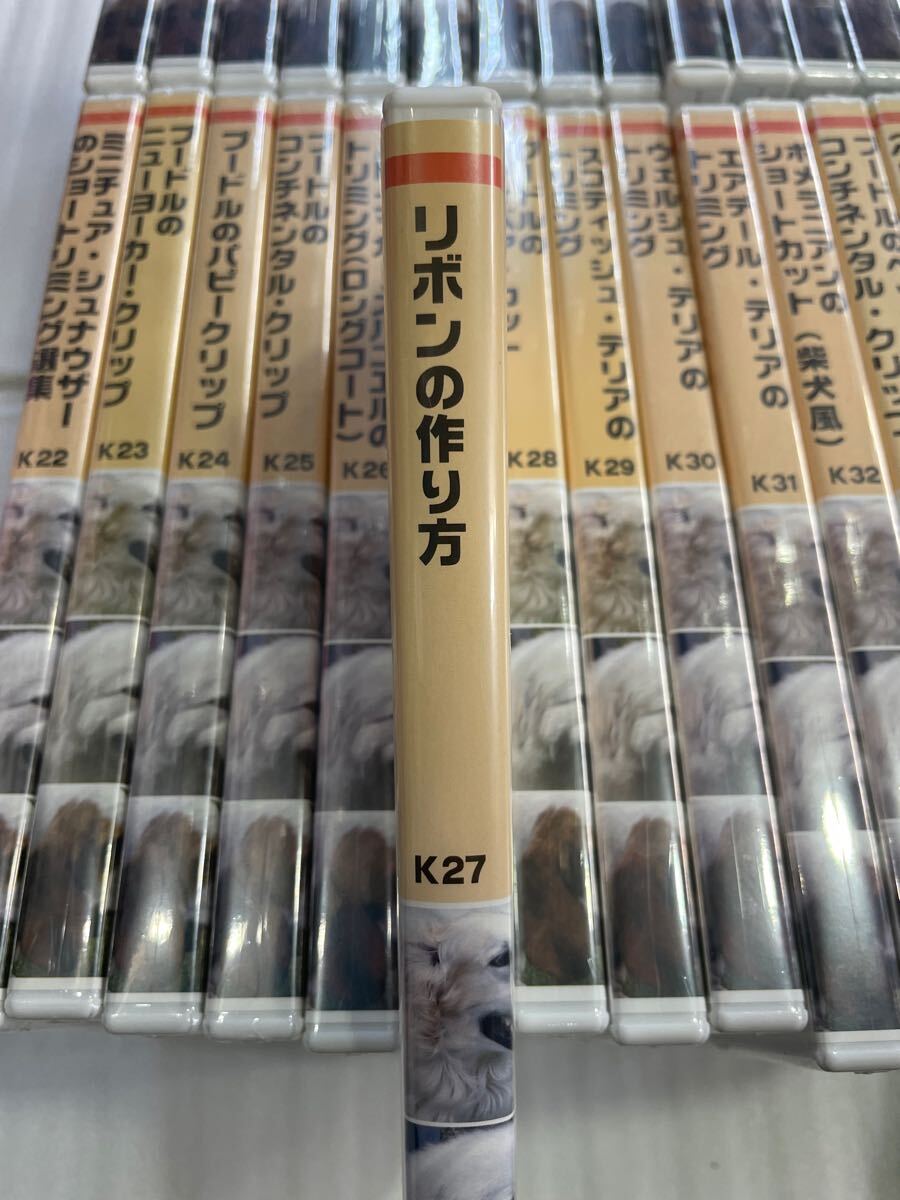 ミニチュア・シュナウザー
のショートリミング選集
K22
プードルの
ニューヨーカー・クリップ
K23
プードルのパピークリップ
K24
プードルの
コンチネンタル・クリップ
K25
トリミング(ロングコート)
K26
リボンの作り方
K27
K28
スコティッシュ・テリアの
トリミング
K29
ウェルシュ・テリアの
トリミング
K30
エアデール・テリアの
トリミング
K31
ポメラニアンの
ショートカット(柴犬風)
K32
プードルの
コンチネンタル・クリップ